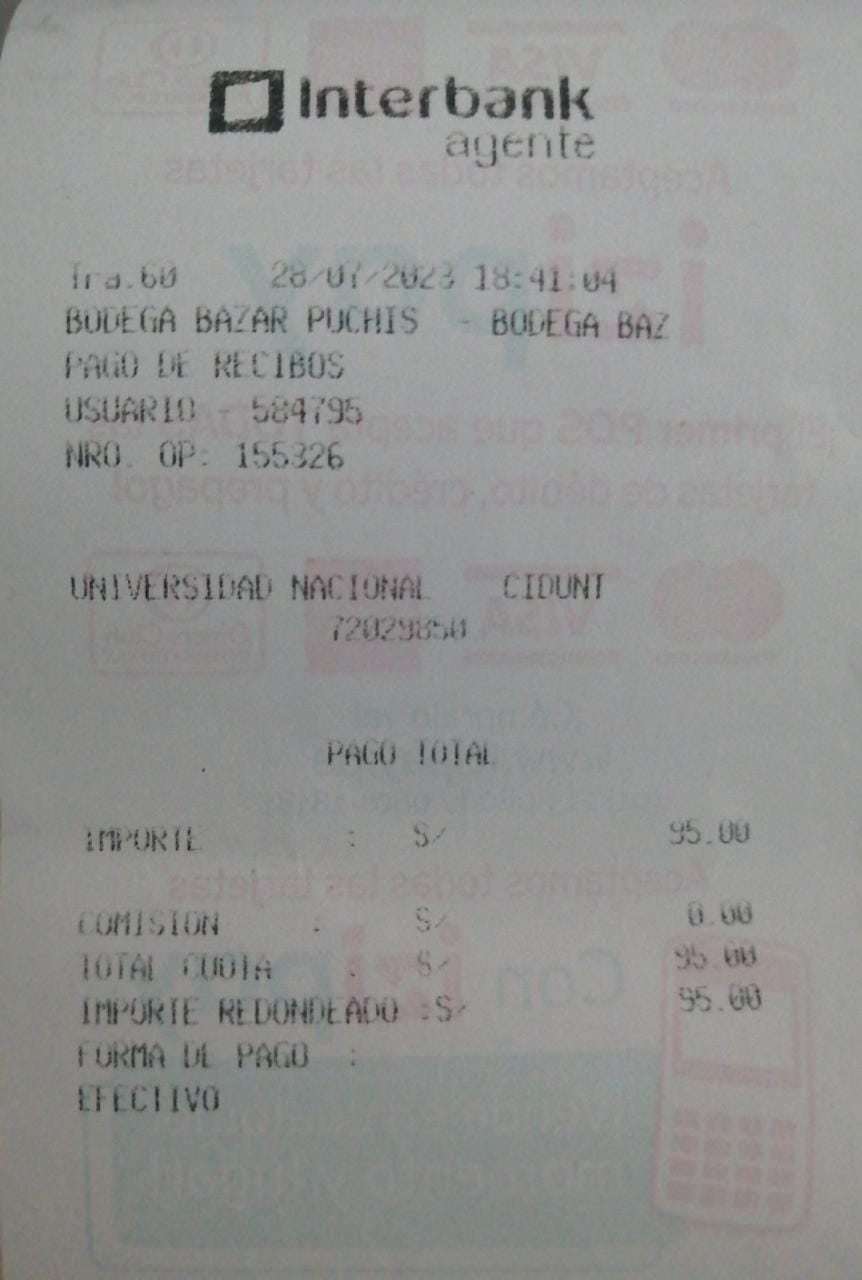 Interbank
agente
Tra.60 28/07/2023 18:41:04
BODEGA BAZAR PUCHIS - BODEGA BAZ
PAGO DE RECIBOS
USUARIO: 584795
NRO. OP: 155326
UNIVERSIDAD NACIONAL CIDUNT
72029850
PAGO TOTAL
IMPORTE : S/ 95.00
COMISION : S/ 0.00
TOTAL CUOTA : S/ 95.00
IMPORTE REDONDEADO :S/ 95.00
FORMA DE PAGO :
EFECTIVO